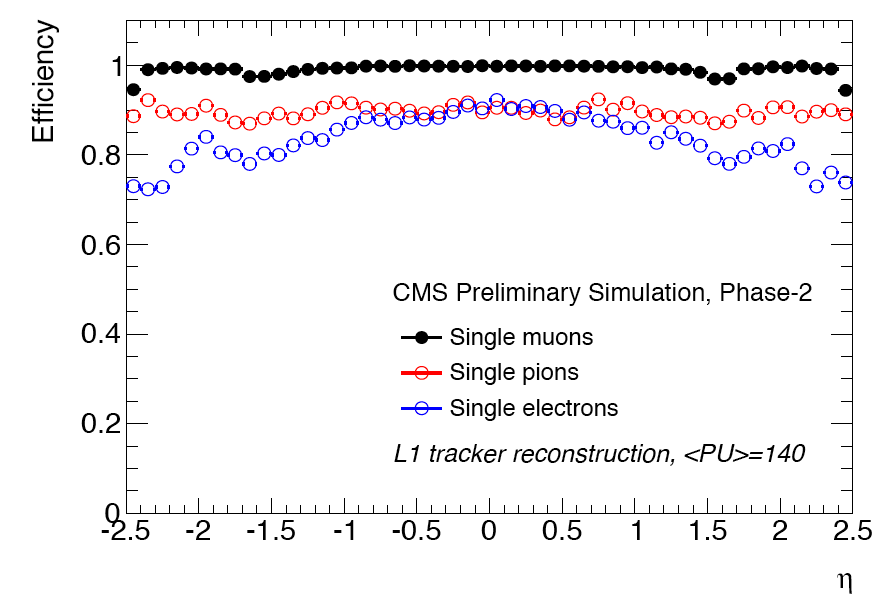 Efficiency
1
0.8
0.6
0.4
0.2
0
CMS Preliminary Simulation, Phase-2
Single muons
Single pions
Single electrons
L1 tracker reconstruction, <PU>=140
-2.5 -2 -1.5 -1 -0.5 0 0.5 1 1.5 2 2.5
η